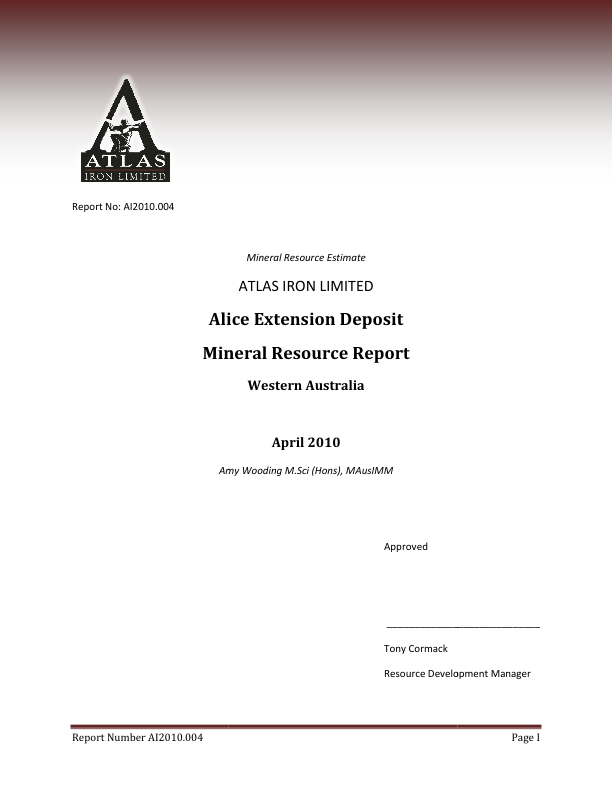 ATLAS
IRON LIMITED
Report No: AI2010.004
Mineral Resource Estimate
ATLAS IRON LIMITED
Alice Extension Deposit
Mineral Resource Report
Western Australia
April 2010
Amy Wooding M.Sci (Hons), MAusIMM
Approved
Tony Cormack
Resource Development Manager
Report Number AI2010.004 Page I